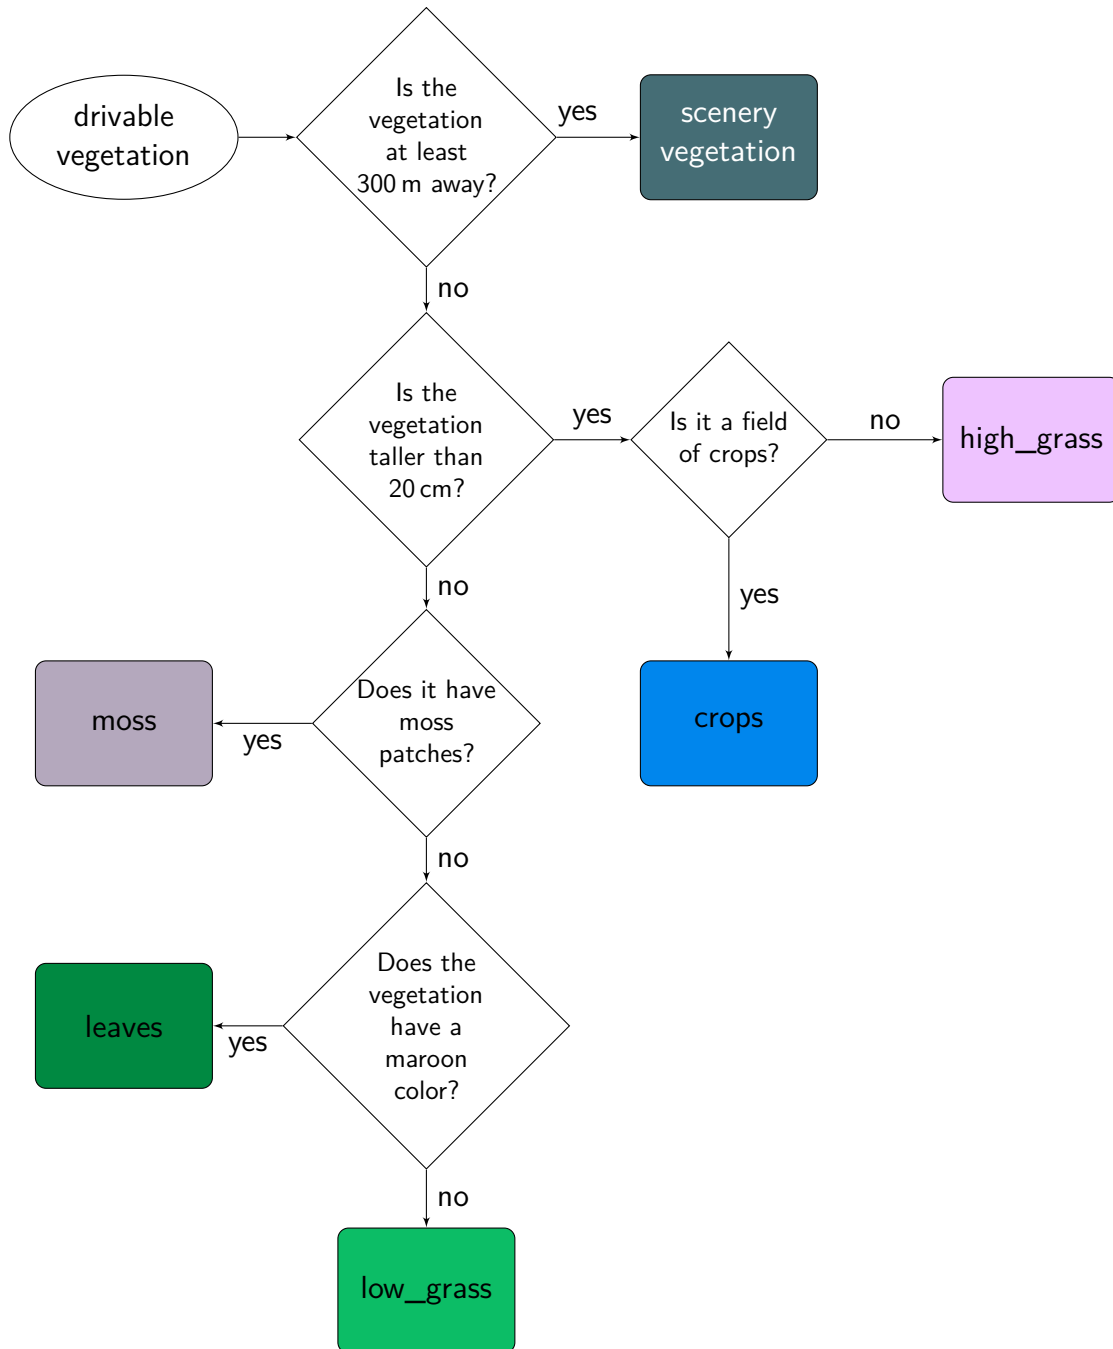 drivable
vegetation
Is the
vegetation
at least
300 m away?
yes
scenery
vegetation
no
Is the
vegetation
taller than
20 cm?
yes
Is it a field
of crops?
no
high_grass
no
yes
Does it have
moss
patches?
yes
moss
crops
no
Does the
vegetation
have a
maroon
color?
yes
leaves
no
low_grass